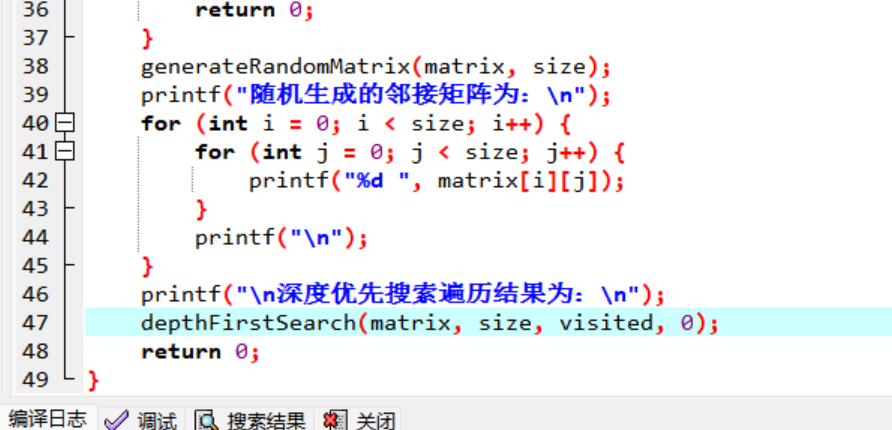 36 return 0;
37 }
38 generateRandomMatrix(matrix, size);
39 printf("随机生成的邻接矩阵为：\n");
40 for (int i = 0; i < size; i++) {
41 for (int j = 0; j < size; j++) {
42 printf("%d ", matrix[i][j]);
43 }
44 printf("\n");
45 }
46 printf("\n深度优先搜索遍历结果为：\n");
47 depthFirstSearch(matrix, size, visited, 0);
48 return 0;
49 }
编译日志 调试 搜索结果 关闭